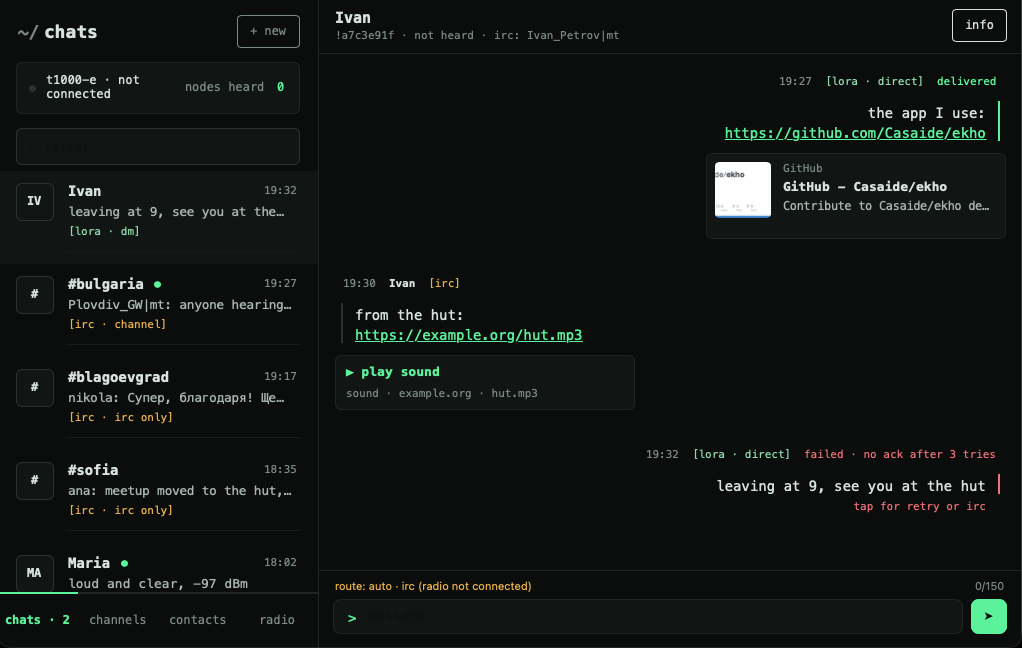 ~/ chats
+ new
t1000-e · not connected
nodes heard 0
IV
Ivan
19:32
leaving at 9, see you at the…
[lora · dm]
#
#bulgaria
19:27
Plovdiv_GW|mt: anyone hearing…
[irc · channel]
#
#blagoevgrad
19:17
nikola: Супер, благодаря! Ще…
[irc · irc only]
#
#sofia
18:35
ana: meetup moved to the hut,…
[irc · irc only]
MA
Maria
18:02
loud and clear, −97 dBm
chats · 2
channels
contacts
radio
Ivan
!a7c3e91f · not heard · irc: Ivan_Petrov|mt
info
19:27 [lora · direct] delivered
the app I use:
https://github.com/Casaide/ekho
de/ekho
GitHub
GitHub - Casaide/ekho
Contribute to Casaide/ekho de…
19:30 Ivan [irc]
from the hut:
https://example.org/hut.mp3
▶ play sound
sound · example.org · hut.mp3
19:32 [lora · direct] failed · no ack after 3 tries
leaving at 9, see you at the hut
tap for retry or irc
route: auto · irc (radio not connected)
0/150
>